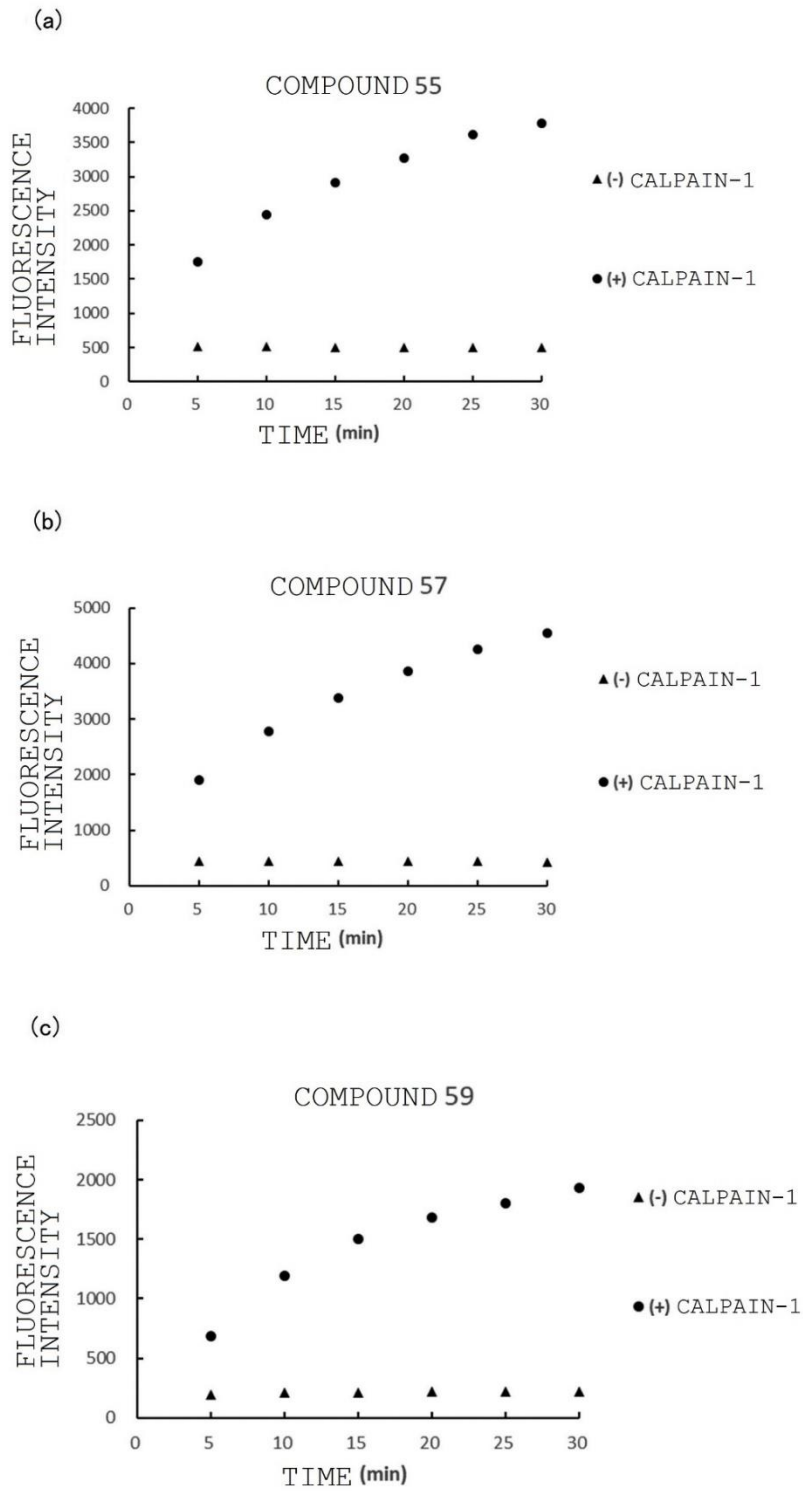 (a)
COMPOUND 55
FLUORESCENCE
INTENSITY
4000
3500
3000
2500
2000
1500
1000
500
0
0 5 10 15 20 25 30
TIME (min)
▲ (-) CALPAIN-1
● (+) CALPAIN-1
(b)
COMPOUND 57
FLUORESCENCE
INTENSITY
5000
4000
3000
2000
1000
0
0 5 10 15 20 25 30
TIME (min)
▲ (-) CALPAIN-1
● (+) CALPAIN-1
(c)
COMPOUND 59
FLUORESCENCE
INTENSITY
2500
2000
1500
1000
500
0
0 5 10 15 20 25 30
TIME (min)
▲ (-) CALPAIN-1
● (+) CALPAIN-1